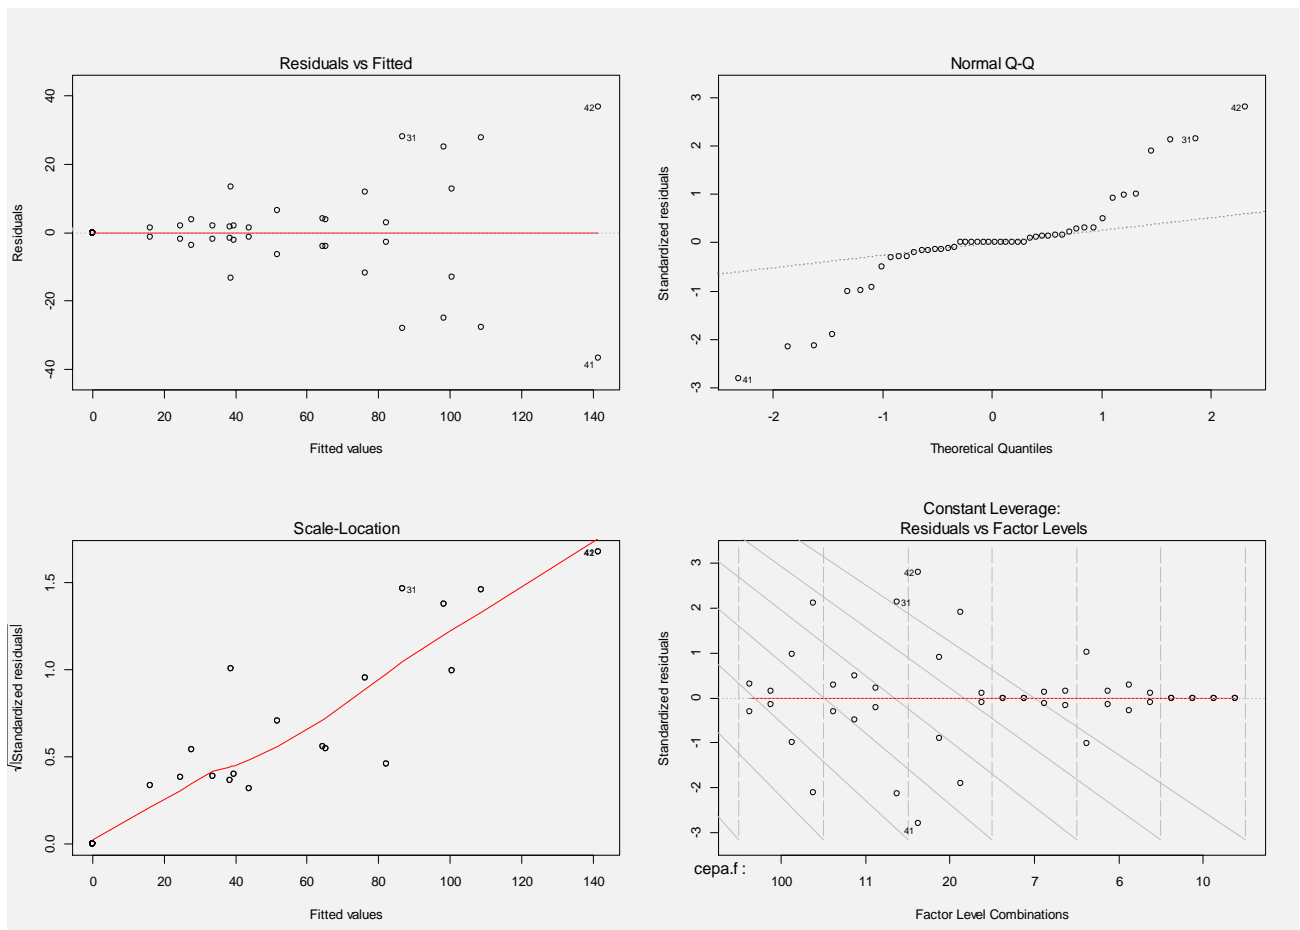 Residuals vs Fitted
Residuals
40
20
0
-20
-40
42
31
41
0 20 40 60 80 100 120 140
Fitted values
Normal Q-Q
Standardized residuals
3
2
1
0
-1
-2
-3
42
31
41
-2 -1 0 1 2
Theoretical Quantiles
Scale-Location
√|Standardized residuals|
1.5
1.0
0.5
0.0
31
0 20 40 60 80 100 120 140
Fitted values
Constant Leverage:
Residuals vs Factor Levels
Standardized residuals
3
2
1
0
-1
-2
-3
42
31
41
cepa.f :
100 11 20 7 6 10
Factor Level Combinations